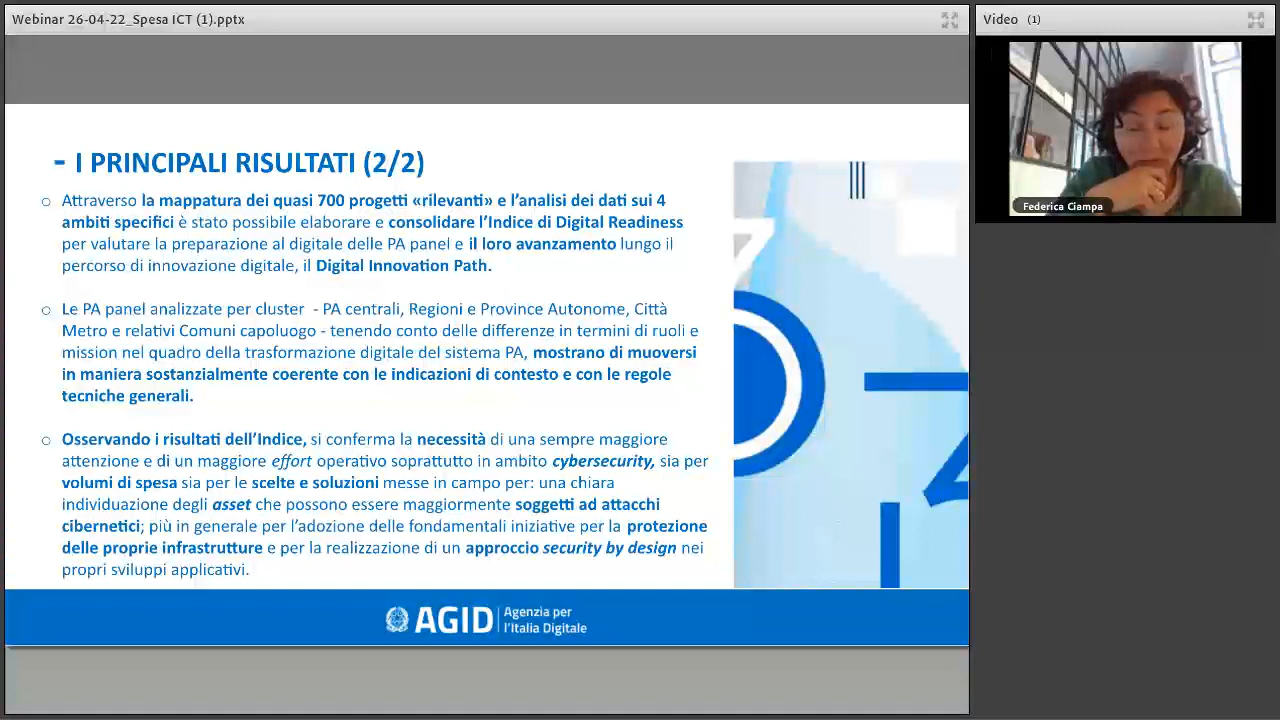 Webinar 26-04-22_Spesa ICT (1).pptx
Video (1)
Federica Ciampa
- I PRINCIPALI RISULTATI (2/2)
o Attraverso la mappatura dei quasi 700 progetti «rilevanti» e l'analisi dei dati sui 4
ambiti specifici è stato possibile elaborare e consolidare l'Indice di Digital Readiness
per valutare la preparazione al digitale delle PA panel e il loro avanzamento lungo il
percorso di innovazione digitale, il Digital Innovation Path.
o Le PA panel analizzate per cluster - PA centrali, Regioni e Province Autonome, Città
Metro e relativi Comuni capoluogo - tenendo conto delle differenze in termini di ruoli e
mission nel quadro della trasformazione digitale del sistema PA, mostrano di muoversi
in maniera sostanzialmente coerente con le indicazioni di contesto e con le regole
tecniche generali.
o Osservando i risultati dell'Indice, si conferma la necessità di una sempre maggiore
attenzione e di un maggiore effort operativo soprattutto in ambito cybersecurity, sia per
volumi di spesa sia per le scelte e soluzioni messe in campo per: una chiara
individuazione degli asset che possono essere maggiormente soggetti ad attacchi
cibernetici; più in generale per l'adozione delle fondamentali iniziative per la protezione
delle proprie infrastrutture e per la realizzazione di un approccio security by design nei
propri sviluppi applicativi.
AGID Agenzia per
l'Italia Digitale